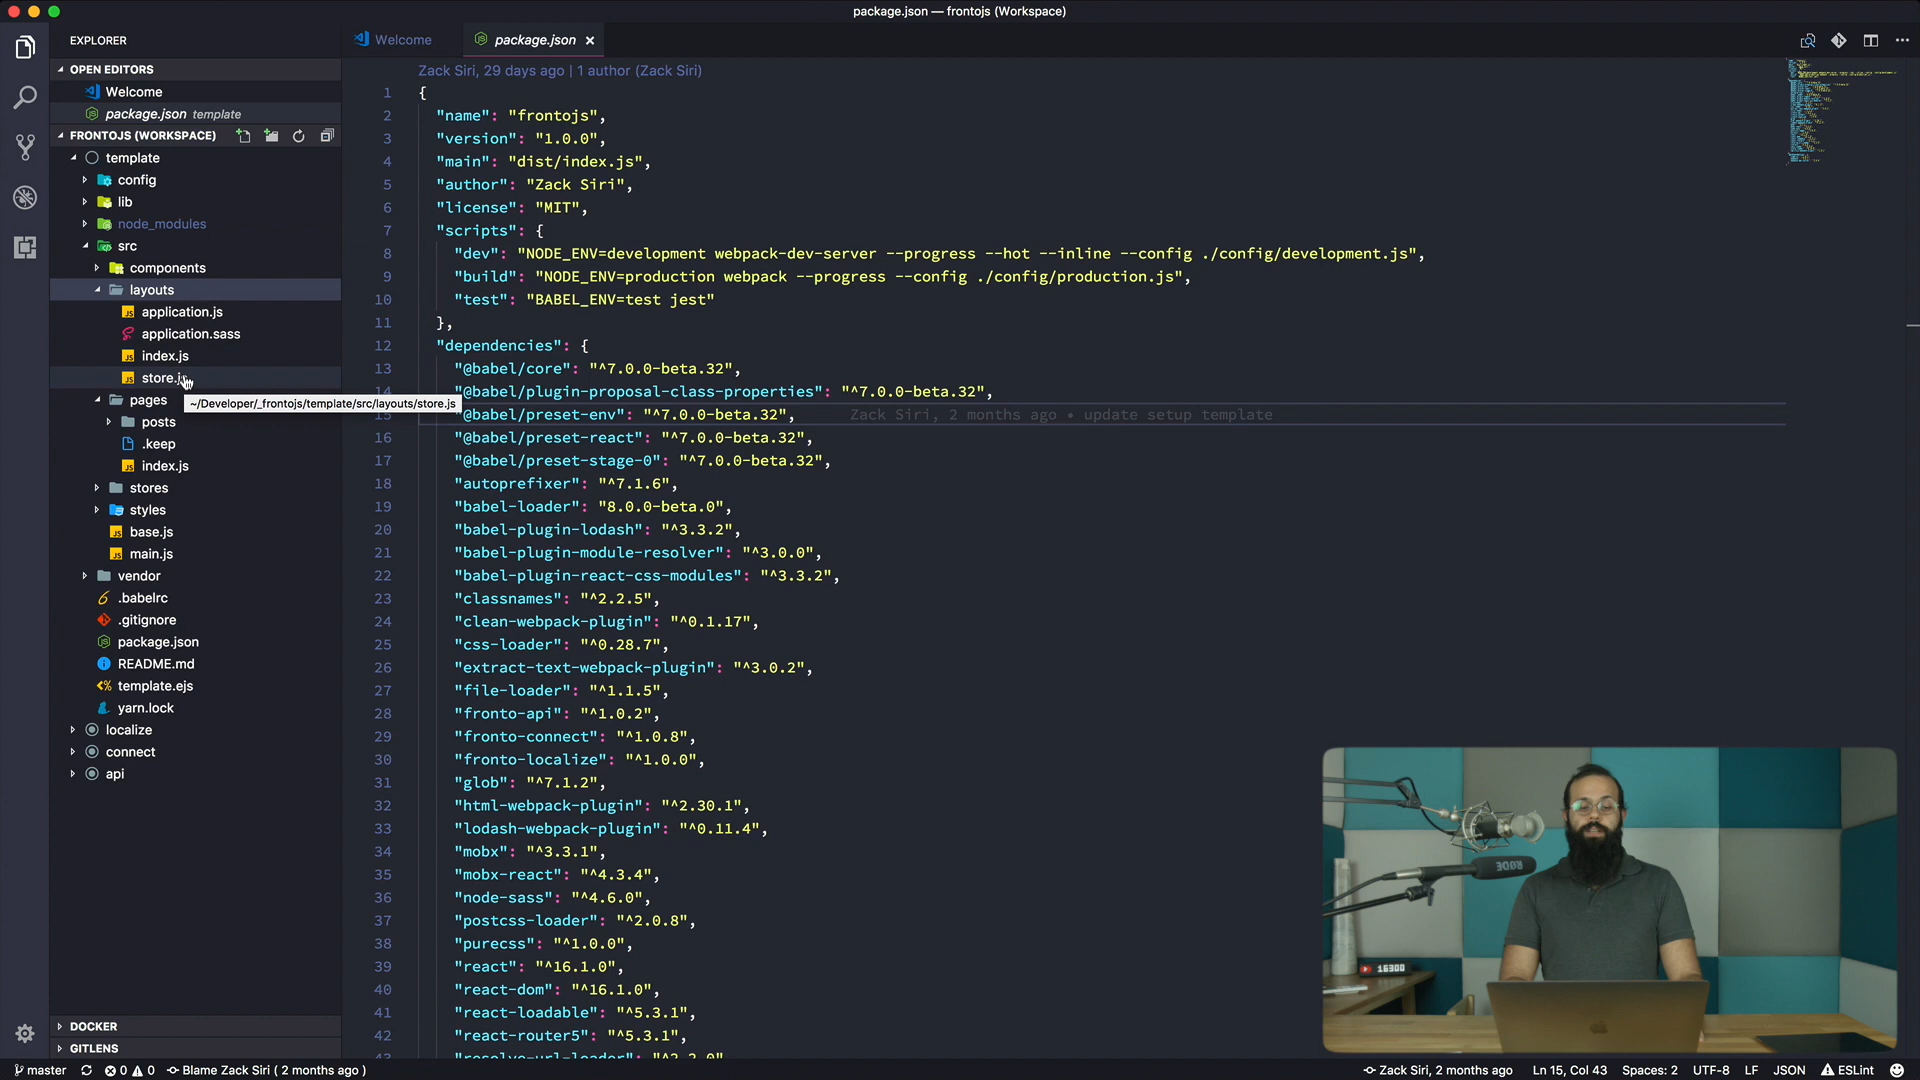 package.json — frontojs (Workspace)
EXPLORER
OPEN EDITORS
Welcome
package.json template
FRONTOJS (WORKSPACE)
template
config
lib
node_modules
src
components
layouts
application.js
application.sass
index.js
store.js
~/Developer/_frontojs/template/src/layouts/store.js
pages
posts
.keep
index.js
stores
styles
base.js
main.js
vendor
.babelrc
.gitignore
package.json
README.md
template.ejs
yarn.lock
localize
connect
api
DOCKER
GITLENS
Welcome
package.json
Zack Siri, 29 days ago | 1 author (Zack Siri)
1 {
2 "name": "frontojs",
3 "version": "1.0.0",
4 "main": "dist/index.js",
5 "author": "Zack Siri",
6 "license": "MIT",
7 "scripts": {
8 "dev": "NODE_ENV=development webpack-dev-server --progress --hot --inline --config ./config/development.js",
9 "build": "NODE_ENV=production webpack --progress --config ./config/production.js",
10 "test": "BABEL_ENV=test jest"
11 },
12 "dependencies": {
13 "@babel/core": "^7.0.0-beta.32",
14 "@babel/plugin-proposal-class-properties": "^7.0.0-beta.32",
15 "@babel/preset-env": "^7.0.0-beta.32", Zack Siri, 2 months ago • update setup template
16 "@babel/preset-react": "^7.0.0-beta.32",
17 "@babel/preset-stage-0": "^7.0.0-beta.32",
18 "autoprefixer": "^7.1.6",
19 "babel-loader": "8.0.0-beta.0",
20 "babel-plugin-lodash": "^3.3.2",
21 "babel-plugin-module-resolver": "^3.0.0",
22 "babel-plugin-react-css-modules": "^3.3.2",
23 "classnames": "^2.2.5",
24 "clean-webpack-plugin": "^0.1.17",
25 "css-loader": "^0.28.7",
26 "extract-text-webpack-plugin": "^3.0.2",
27 "file-loader": "^1.1.5",
28 "fronto-api": "^1.0.2",
29 "fronto-connect": "^1.0.8",
30 "fronto-localize": "^1.0.0",
31 "glob": "^7.1.2",
32 "html-webpack-plugin": "^2.30.1",
33 "lodash-webpack-plugin": "^0.11.4",
34 "mobx": "^3.3.1",
35 "mobx-react": "^4.3.4",
36 "node-sass": "^4.6.0",
37 "postcss-loader": "^2.0.8",
38 "purecss": "^1.0.0",
39 "react": "^16.1.0",
40 "react-dom": "^16.1.0",
41 "react-loadable": "^5.3.1",
42 "react-router5": "^5.3.1",
43 "resolve-url-loader": "^2.2.0"
RØDE
16300
master 0 0 Blame Zack Siri ( 2 months ago )
Zack Siri, 2 months ago Ln 15, Col 43 Spaces: 2 UTF-8 LF JSON ESLint